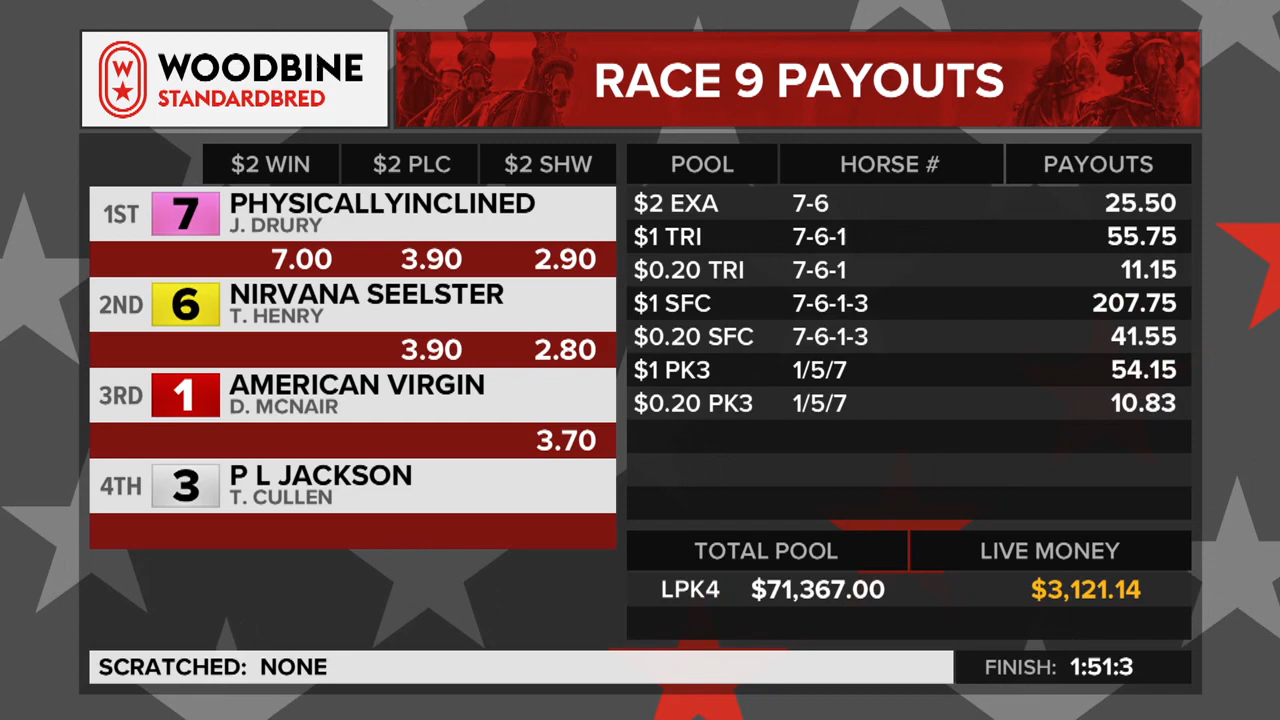 W
WOODBINE
STANDARDBRED
RACE 9 PAYOUTS
$2 WIN $2 PLC $2 SHW
1ST 7 PHYSICALLYINCLINED
J. DRURY
7.00 3.90 2.90
2ND 6 NIRVANA SEELSTER
T. HENRY
3.90 2.80
3RD 1 AMERICAN VIRGIN
D. MCNAIR
3.70
4TH 3 P L JACKSON
T. CULLEN
POOL HORSE # PAYOUTS
$2 EXA 7-6 25.50
$1 TRI 7-6-1 55.75
$0.20 TRI 7-6-1 11.15
$1 SFC 7-6-1-3 207.75
$0.20 SFC 7-6-1-3 41.55
$1 PK3 1/5/7 54.15
$0.20 PK3 1/5/7 10.83
TOTAL POOL LIVE MONEY
LPK4 $71,367.00 $3,121.14
SCRATCHED: NONE
FINISH: 1:51:3